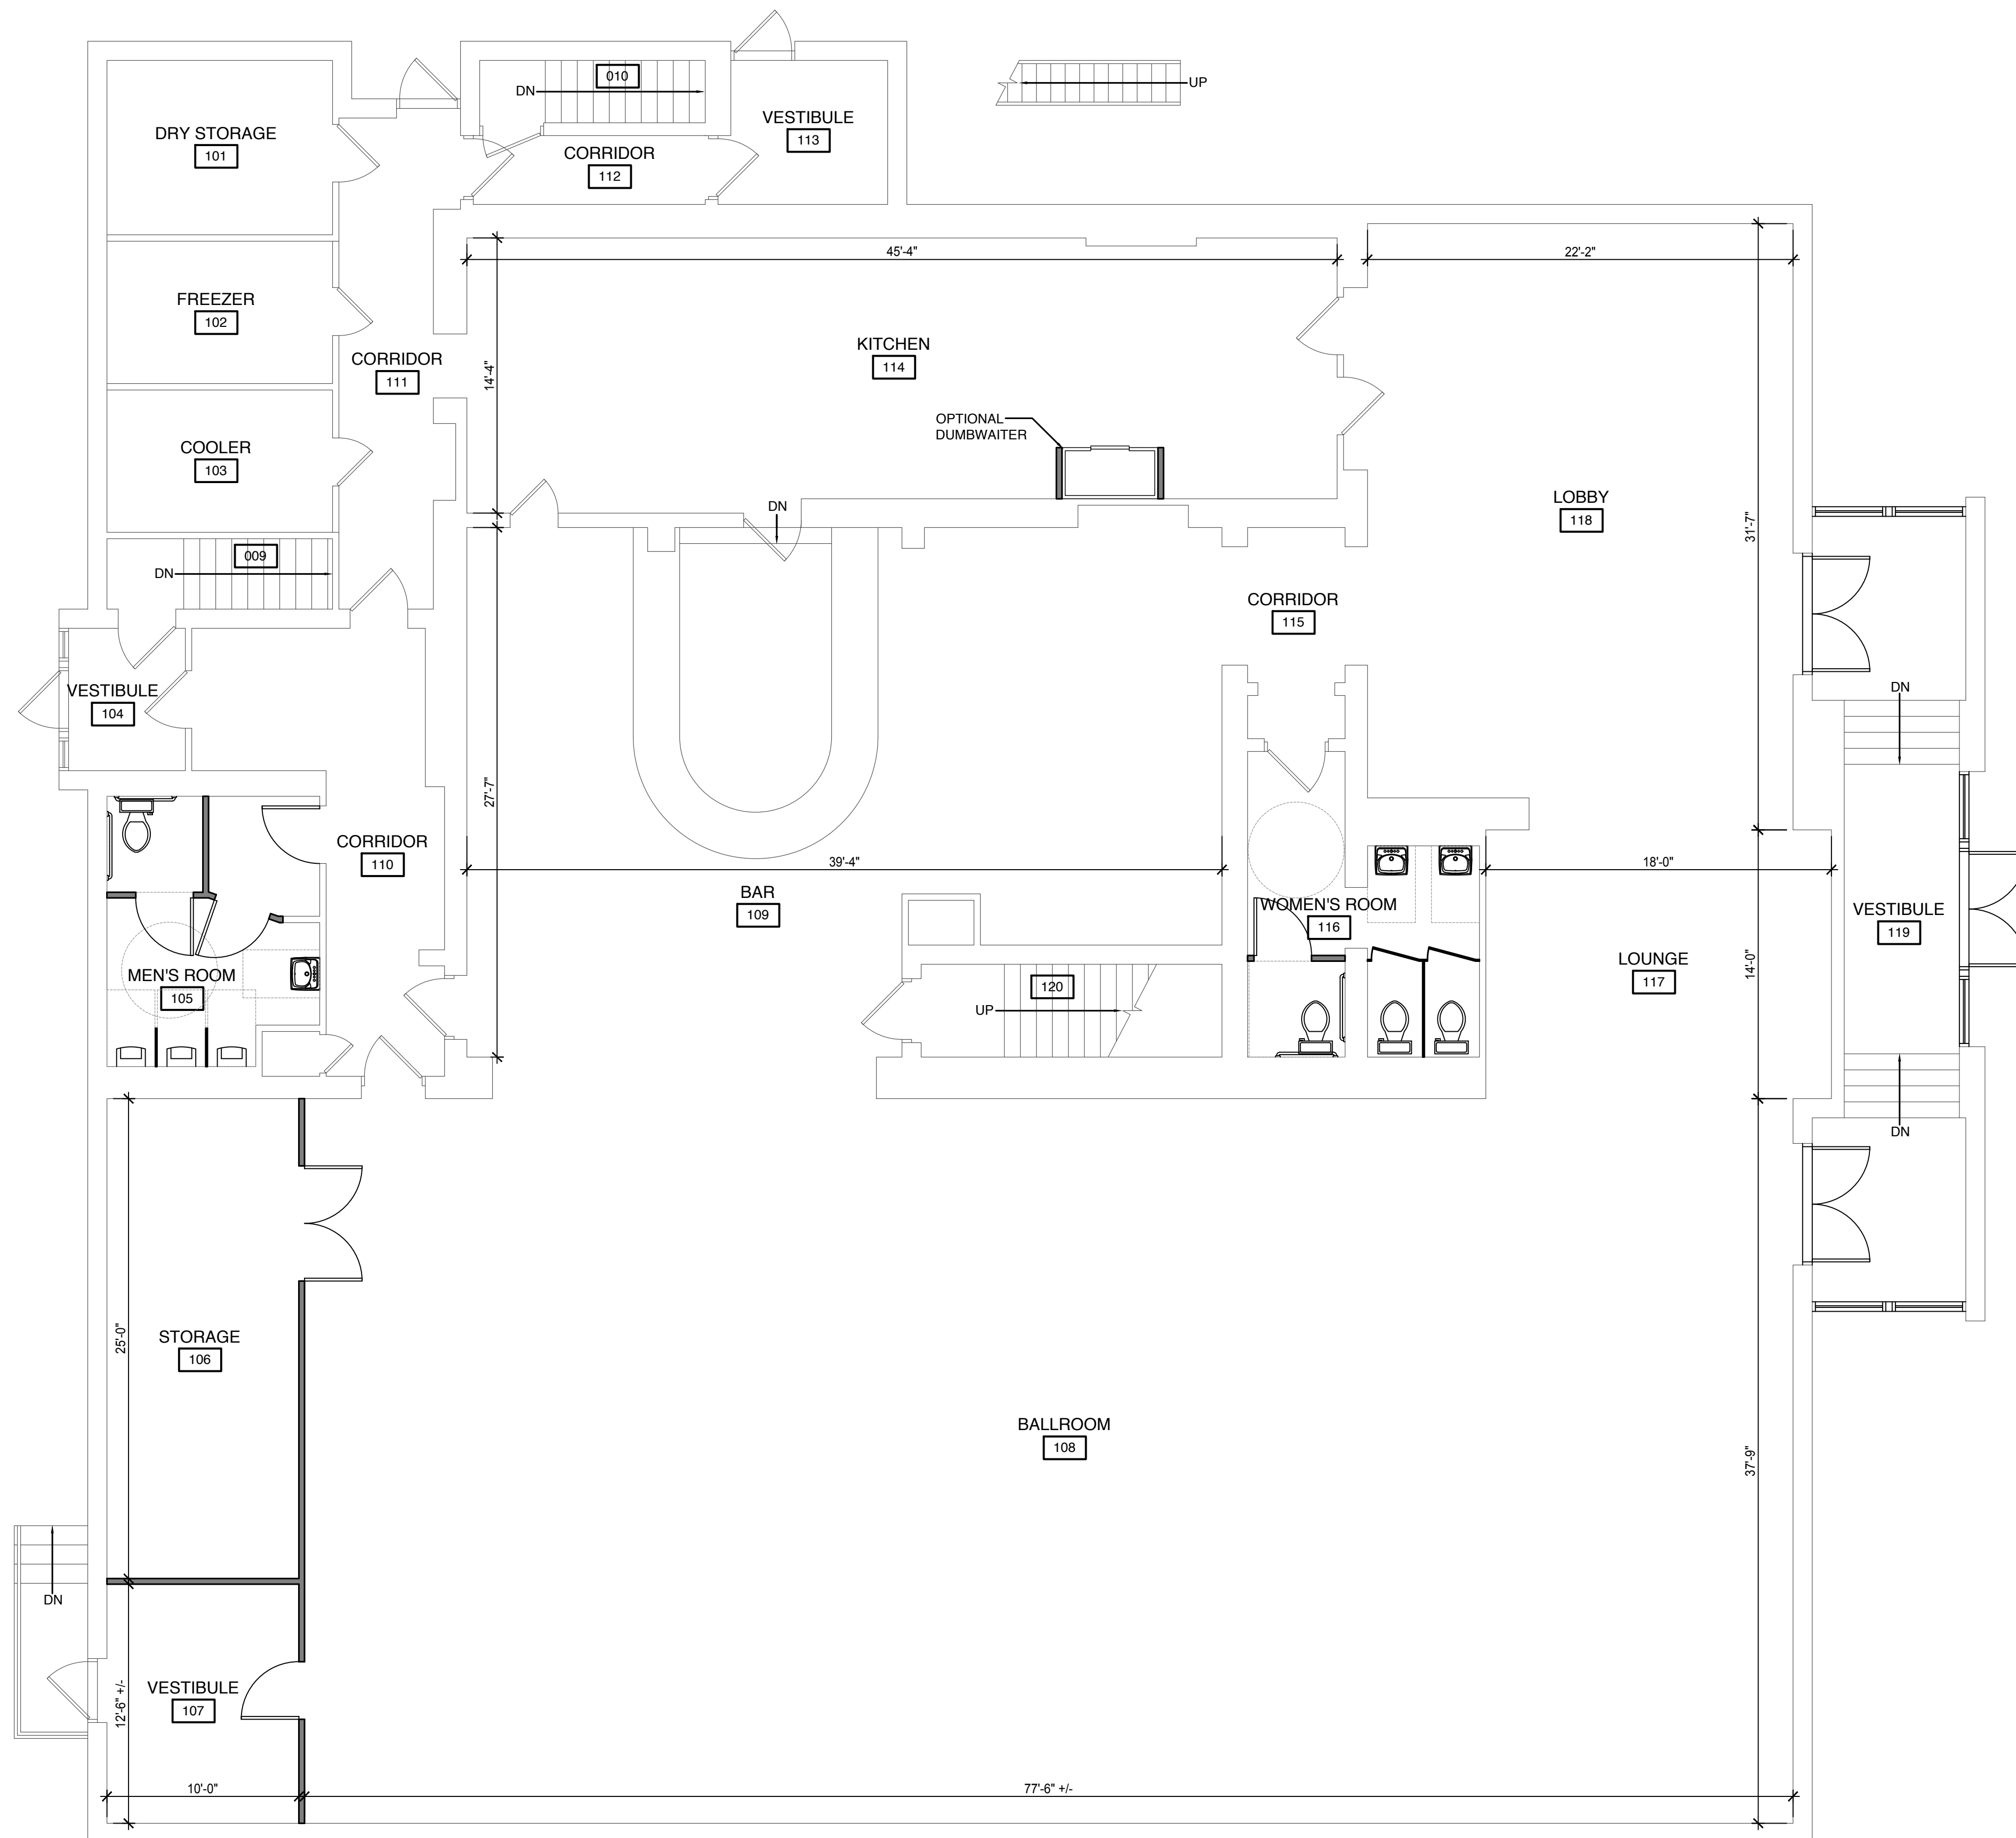 010
DN
UP
VESTIBULE
113
DRY STORAGE
101
CORRIDOR
112
45'-4"
22'-2"
FREEZER
102
KITCHEN
114
CORRIDOR
111
14'-4"
OPTIONAL
DUMBWAITER
COOLER
103
LOBBY
118
DN
31'-7"
009
DN
CORRIDOR
115
VESTIBULE
104
DN
27'-7"
CORRIDOR
110
39'-4"
18'-0"
BAR
109
WOMEN'S ROOM
116
VESTIBULE
119
MEN'S ROOM
105
LOUNGE
117
14'-0"
120
UP
DN
25'-0"
STORAGE
106
BALLROOM
108
37'-9"
DN
VESTIBULE
107
12'-6" +/-
10'-0"
77'-6" +/-